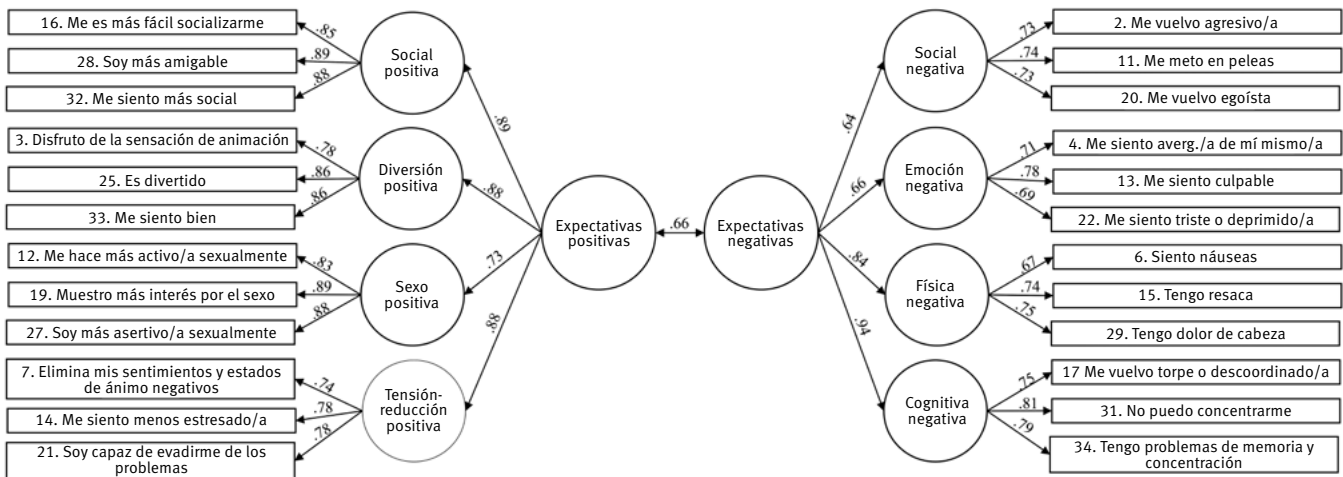 16. Me es más fácil socializarme
28. Soy más amigable
32. Me siento más social
.85
.89
.88
Social
positiva
3. Disfruto de la sensación de animación
25. Es divertido
33. Me siento bien
.78
.86
.86
Diversión
positiva
12. Me hace más activo/a sexualmente
19. Muestro más interés por el sexo
27. Soy más asertivo/a sexualmente
.83
.89
.88
Sexo
positiva
7. Elimina mis sentimientos y estados
de ánimo negativos
14. Me siento menos estresado/a
21. Soy capaz de evadirme de los
problemas
.74
.78
.78
Tensión-
reducción
positiva
.89
.88
.73
.88
Expectativas
positivas
.66
Expectativas
negativas
.64
.66
.84
.94
Social
negativa
.73
.74
.73
2. Me vuelvo agresivo/a
11. Me meto en peleas
20. Me vuelvo egoísta
Emoción
negativa
.71
.78
.69
4. Me siento averg./a de mí mismo/a
13. Me siento culpable
22. Me siento triste o deprimido/a
Física
negativa
.67
.74
.75
6. Siento náuseas
15. Tengo resaca
29. Tengo dolor de cabeza
Cognitiva
negativa
.75
.81
.79
17 Me vuelvo torpe o descoordinado/a
31. No puedo concentrarme
34. Tengo problemas de memoria y
concentración